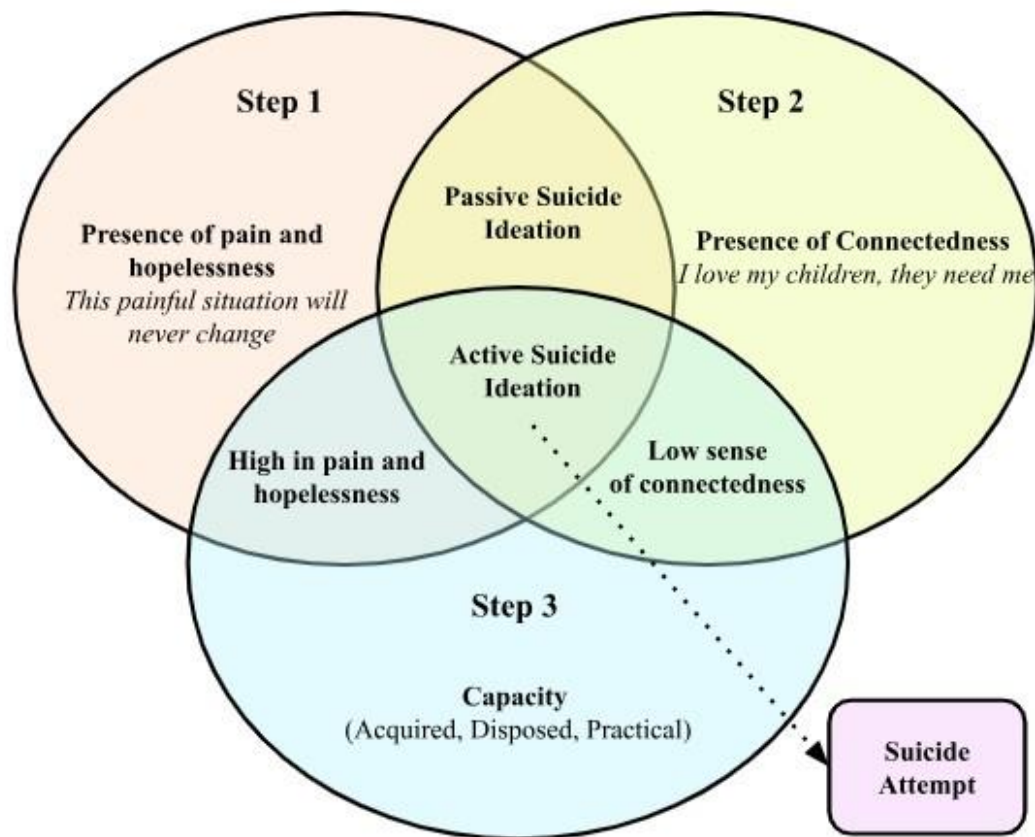 Step 1
Step 2
Passive Suicide
Ideation
Presence of pain and
hopelessness
This painful situation will
never change
Presence of Connectedness
I love my children, they need me
Active Suicide
Ideation
High in pain and
hopelessness
Low sense
of connectedness
Step 3
Capacity
(Acquired, Disposed, Practical)
Suicide
Attempt